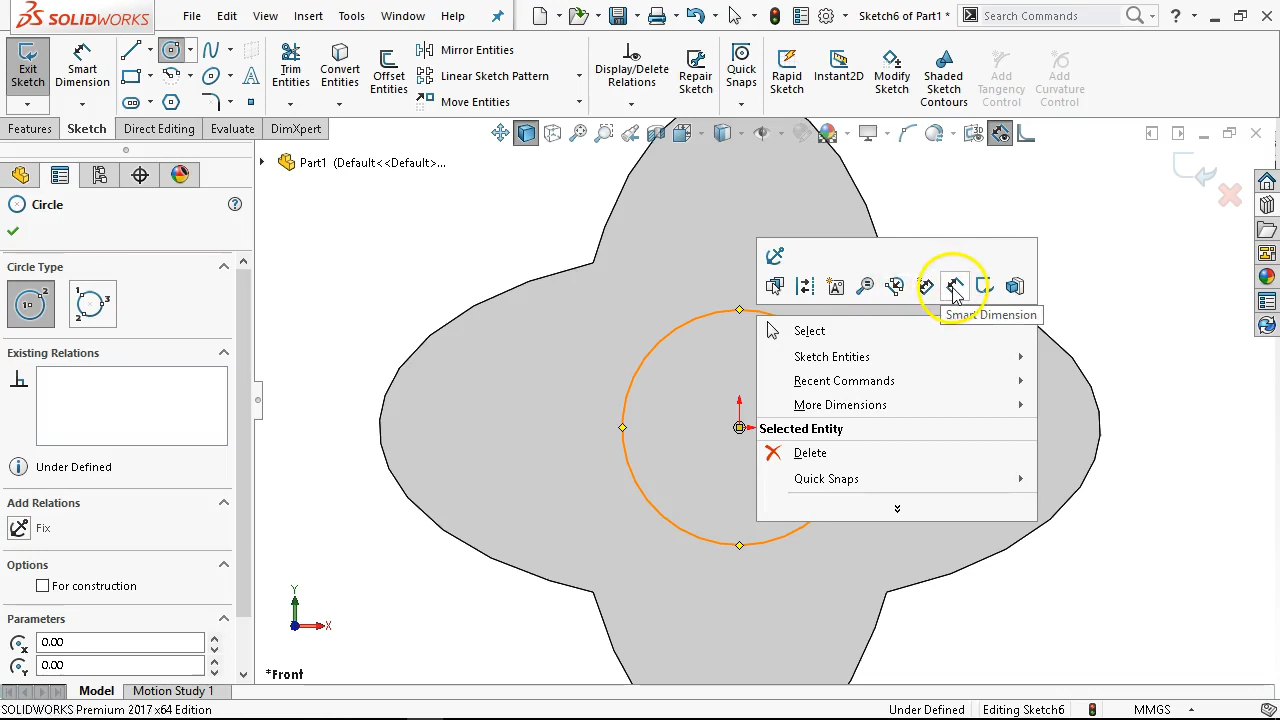 SOLIDWORKS
File Edit View Insert Tools Window Help
Sketch6 of Part1 *
Search Commands
?
Exit Sketch
Smart Dimension
Trim Entities
Convert Entities
Offset Entities
Mirror Entities
Linear Sketch Pattern
Move Entities
Display/Delete Relations
Repair Sketch
Quick Snaps
Rapid Sketch
Instant2D
Modify Sketch
Shaded Sketch Contours
Add Tangency Control
Add Curvature Control
Features Sketch Direct Editing Evaluate DimXpert
Part1 (Default<<Default>...
Circle
Circle Type
Existing Relations
Under Defined
Add Relations
Fix
Options
For construction
Parameters
0.00
0.00
Smart Dimension
Select
Sketch Entities
Recent Commands
More Dimensions
Selected Entity
Delete
Quick Snaps
Y
X
*Front
Model Motion Study 1
SOLIDWORKS Premium 2017 x64 Edition
Under Defined Editing Sketch6 MMGS